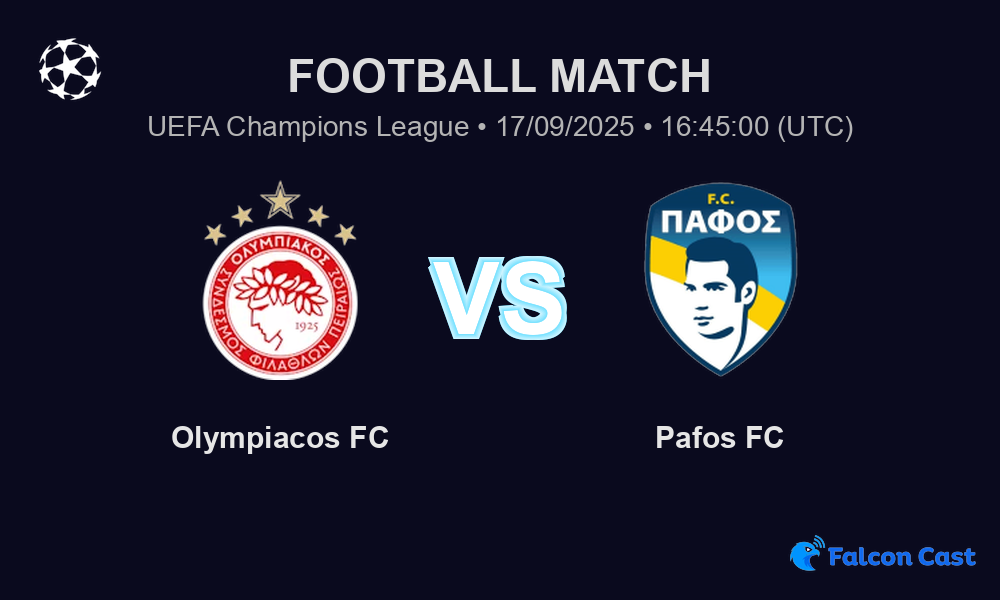 FOOTBALL MATCH
UEFA Champions League • 17/09/2025 • 16:45:00 (UTC)
ΟΛΥΜΠΙΑΚΟΣ
ΣΥΝΔΕΣΜΟΣ ΦΙΛΑΘΛΩΝ ΠΕΙΡΑΙΩΣ
1925
VS
F.C.
ΠΑΦΟΣ
Olympiacos FC
Pafos FC
Falcon Cast